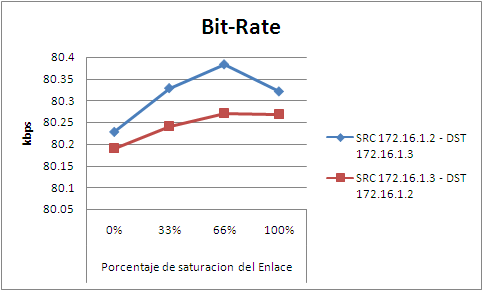 Bit-Rate
kbps
80.4
80.35
80.3
80.25
80.2
80.15
80.1
80.05
0% 33% 66% 100%
Porcentaje de saturacion del Enlace
SRC 172.16.1.2 - DST
172.16.1.3
SRC 172.16.1.3 - DST
172.16.1.2